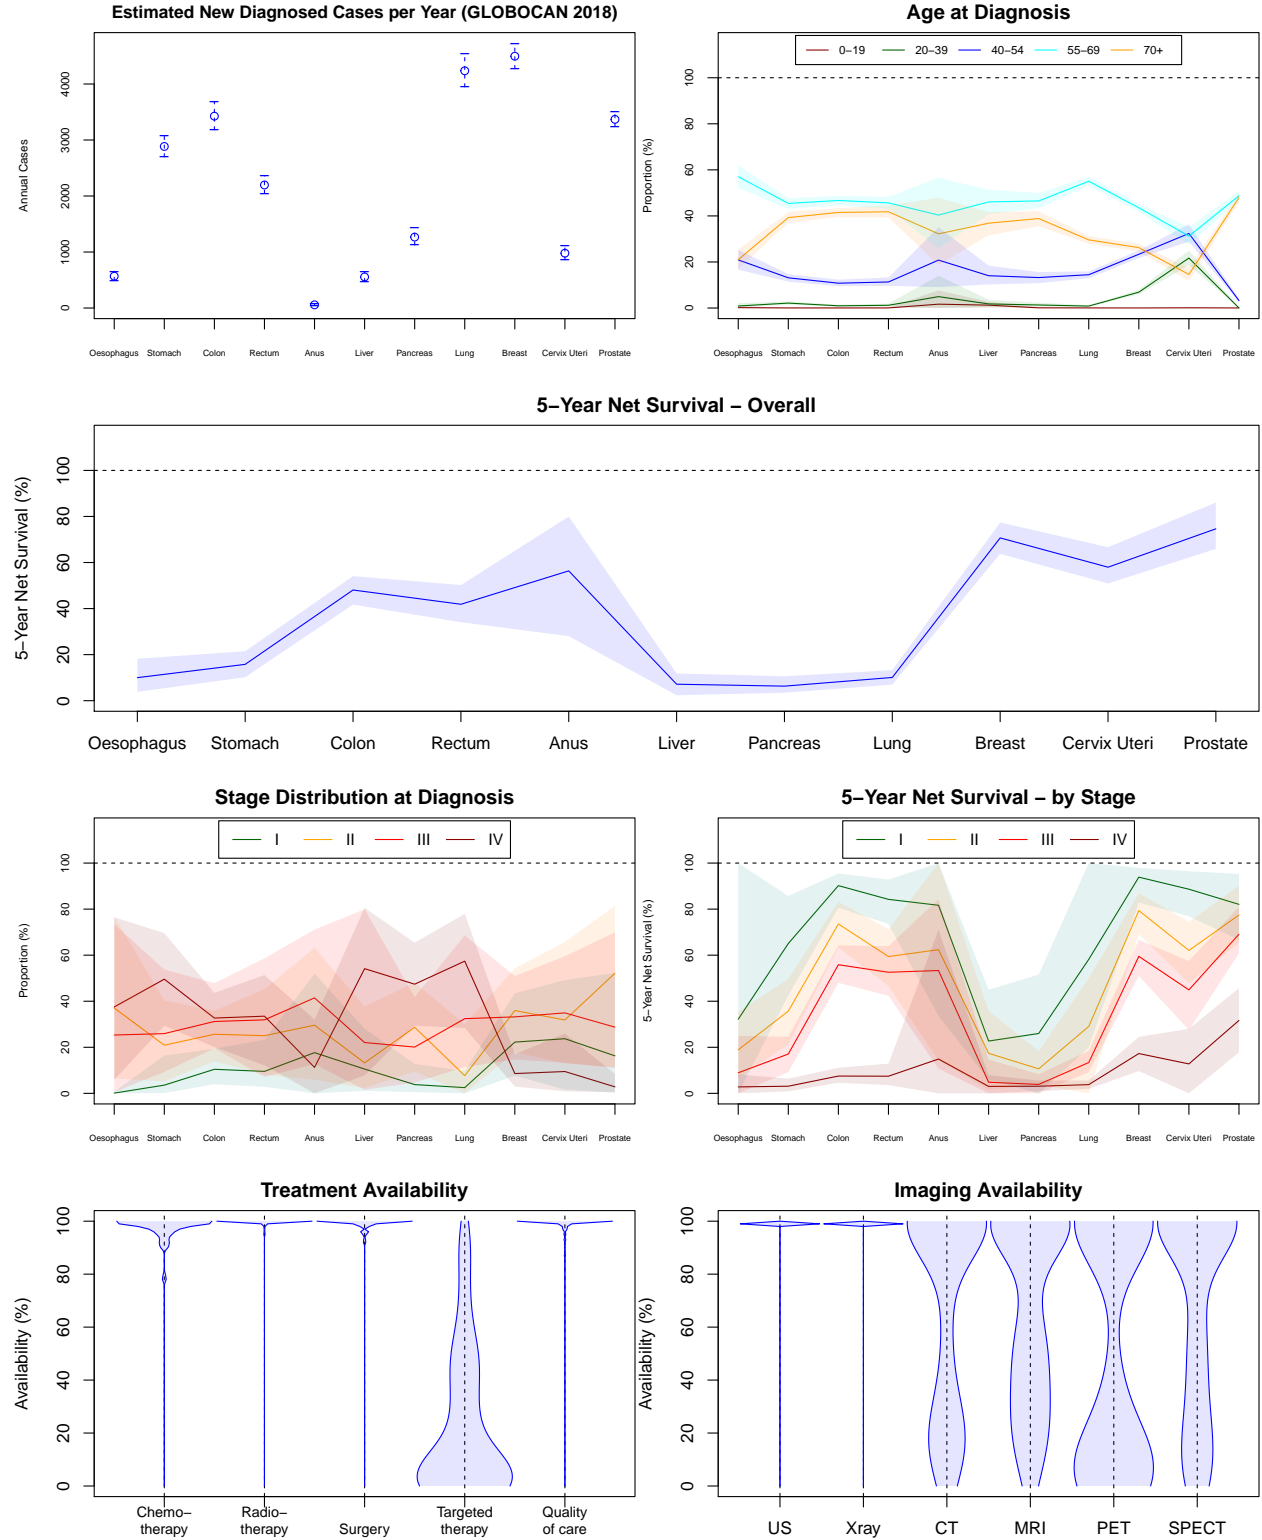 Estimated New Diagnosed Cases per Year (GLOBOCAN 2018)
Annual Cases
0
1000
2000
3000
4000
Oesophagus Stomach Colon Rectum Anus Liver Pancreas Lung Breast Cervix Uteri Prostate
Age at Diagnosis
0−19 20−39 40−54 55−69 70+
Proportion (%)
0
20
40
60
80
100
Oesophagus Stomach Colon Rectum Anus Liver Pancreas Lung Breast Cervix Uteri Prostate
5−Year Net Survival − Overall
5−Year Net Survival (%)
0
20
40
60
80
100
Oesophagus Stomach Colon Rectum Anus Liver Pancreas Lung Breast Cervix Uteri Prostate
Stage Distribution at Diagnosis
I II III IV
Proportion (%)
0
20
40
60
80
100
Oesophagus Stomach Colon Rectum Anus Liver Pancreas Lung Breast Cervix Uteri Prostate
5−Year Net Survival − by Stage
I II III IV
5−Year Net Survival (%)
0
20
40
60
80
100
Oesophagus Stomach Colon Rectum Anus Liver Pancreas Lung Breast Cervix Uteri Prostate
Treatment Availability
Availability (%)
0
20
40
60
80
100
Chemo−
therapy
Radio−
therapy
Surgery
Targeted
therapy
Quality
of care
Imaging Availability
Availability (%)
0
20
40
60
80
100
US Xray CT MRI PET SPECT